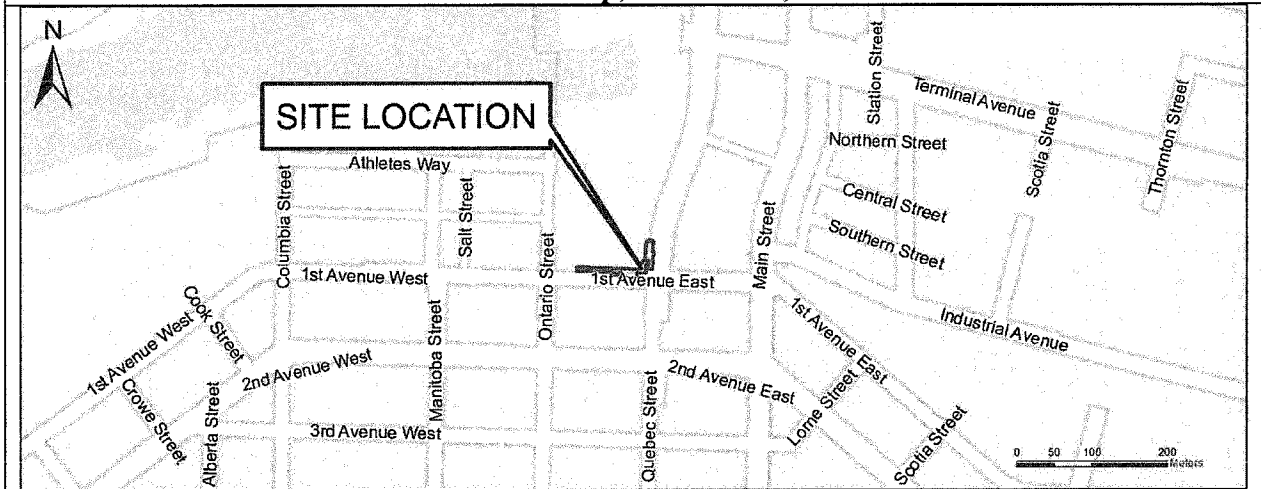 N
SITE LOCATION
Station Street
Terminal Avenue
Thornton Street
Scotia Street
Northern Street
Athletes Way
Columbia Street
Salt Street
Central Street
Main Street
Southern Street
Ontario Street
1st Avenue West
1st Avenue East
Cook Street
1st Avenue West
Manitoba Street
Industrial Avenue
1st Avenue East
2nd Avenue West
2nd Avenue East
Crowe Street
Alberta Street
Quebec Street
Lorne Street
3rd Avenue West
Scotia Street
0 50 100 200
Meters